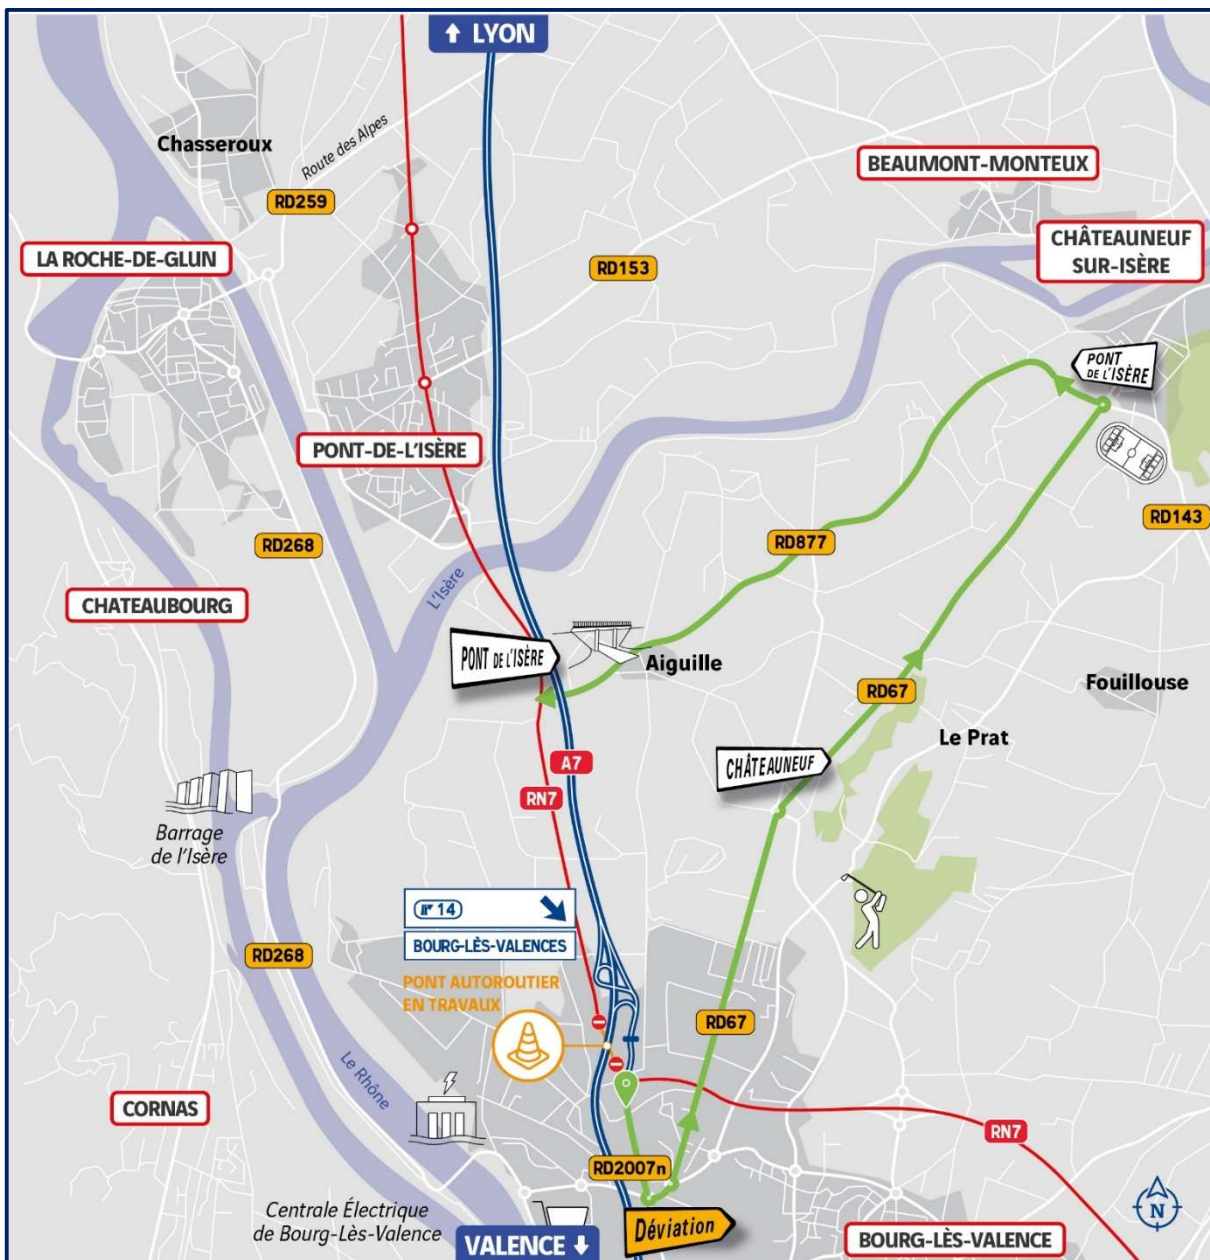 LYON
Chasseroux
Route des Alpes
BEAUMONT-MONTEUX
RD259
CHÂTEAUNEUF
SUR-ISÈRE
LA ROCHE-DE-GLUN
RD153
PONT
DE L'ISÈRE
PONT-DE-L'ISÈRE
RD143
RD268
RD877
L'Isère
CHATEAUBOURG
PONT DE L'ISÈRE
Aiguille
Fouillouse
RD67
Le Prat
A7
CHÂTEAUNEUF
RN7
Barrage
de l'Isère
14
BOURG-LÈS-VALENCES
RD268
PONT AUTOROUTIER
EN TRAVAUX
RD67
Le Rhône
CORNAS
RN7
RD2007n
Centrale Électrique
de Bourg-Lès-Valence
Déviation
N
VALENCE
BOURG-LÈS-VALENCE